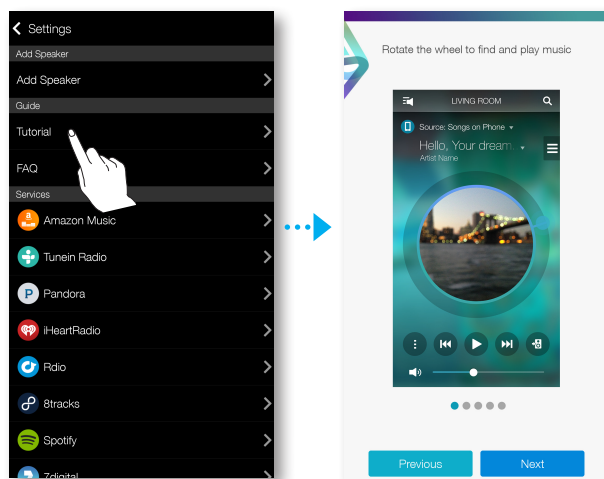 Settings
Add Speaker
Add Speaker
Guide
Tutorial
FAQ
Services
a Amazon Music
Tunein Radio
P Pandora
iHeartRadio
Rdio
8tracks
Spotify
7digital
Rotate the wheel to find and play music
LIVING ROOM
Source: Songs on Phone
Hello, Your dream.
Artist Name
Previous Next